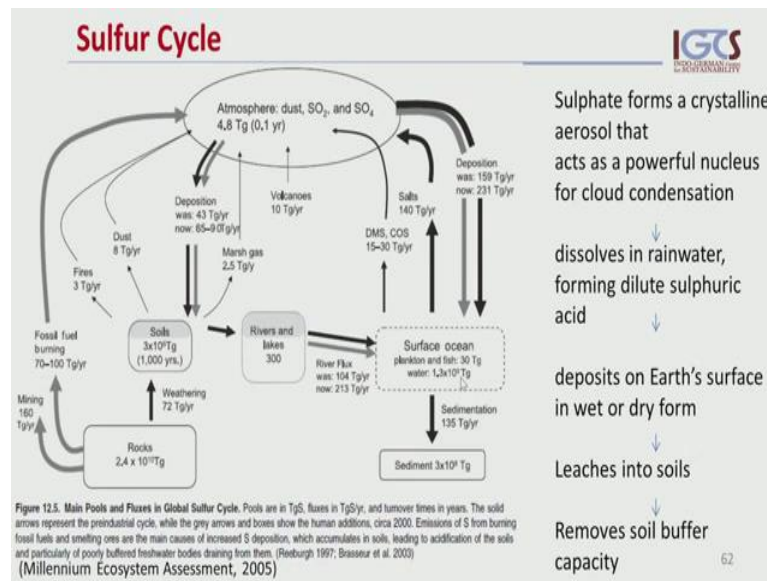 Sulfur Cycle
IGCS
INDO-GERMAN Centre
for SUSTAINABILITY
Atmosphere: dust, SO2, and SO4
4.8 Tg (0.1 yr)
Deposition
was: 43 Tg/yr
now: 65–90Tg/yr
Volcanoes
10 Tg/yr
Salts
140 Tg/yr
Deposition
was: 159 Tg/yr
now: 231 Tg/yr
DMS, COS
15–30 Tg/yr
Dust
8 Tg/yr
Marsh gas
2.5 Tg/y
Fires
3 Tg/yr
Fossil fuel
burning
70–100 Tg/yr
Mining
160
Tg/yr
Soils
3x10⁵Tg
(1,000 yrs.)
Rivers and
lakes
300
River Flux
was: 104 Tg/yr
now: 213 Tg/yr
Surface ocean
plankton and fish: 30 Tg
water: 1.3x10⁹ Tg
Weathering
72 Tg/yr
Rocks
2.4 x 10¹⁰Tg
Sedimentation
135 Tg/yr
Sediment 3x10⁸ Tg
Figure 12.5. Main Pools and Fluxes in Global Sulfur Cycle. Pools are in TgS, fluxes in TgS/yr, and turnover times in years. The solid
arrows represent the preindustrial cycle, while the grey arrows and boxes show the human additions, circa 2000. Emissions of S from burning
fossil fuels and smelting ores are the main causes of increased S deposition, which accumulates in soils, leading to acidification of the soils
and particularly of poorly buffered freshwater bodies draining from them. (Reeburgh 1997; Brasseur et al. 2003)
(Millennium Ecosystem Assessment, 2005)
Sulphate forms a crystalline
aerosol that
acts as a powerful nucleus
for cloud condensation
dissolves in rainwater,
forming dilute sulphuric
acid
deposits on Earth's surface
in wet or dry form
Leaches into soils
Removes soil buffer
capacity
62